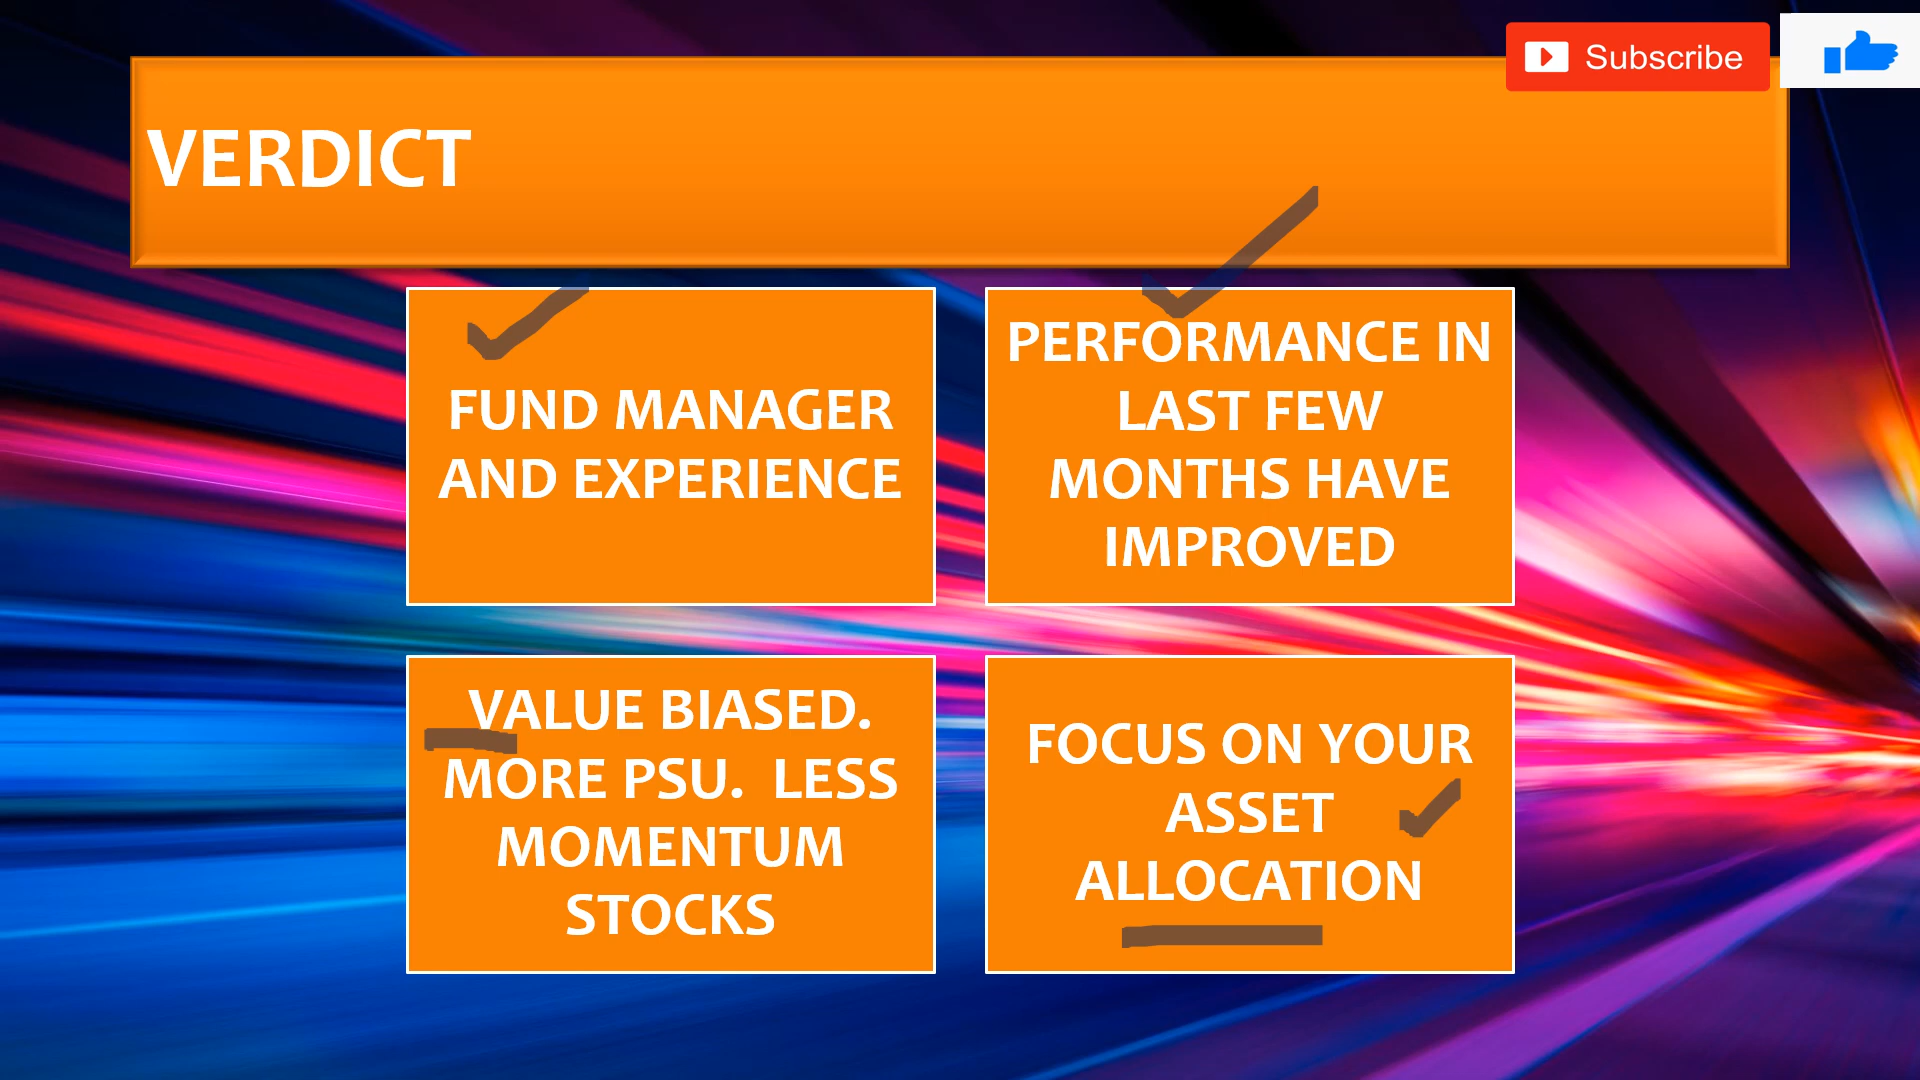 Subscribe
VERDICT
FUND MANAGER
AND EXPERIENCE
PERFORMANCE IN
LAST FEW
MONTHS HAVE
IMPROVED
VALUE BIASED.
MORE PSU.  LESS
MOMENTUM
STOCKS
FOCUS ON YOUR
ASSET
ALLOCATION